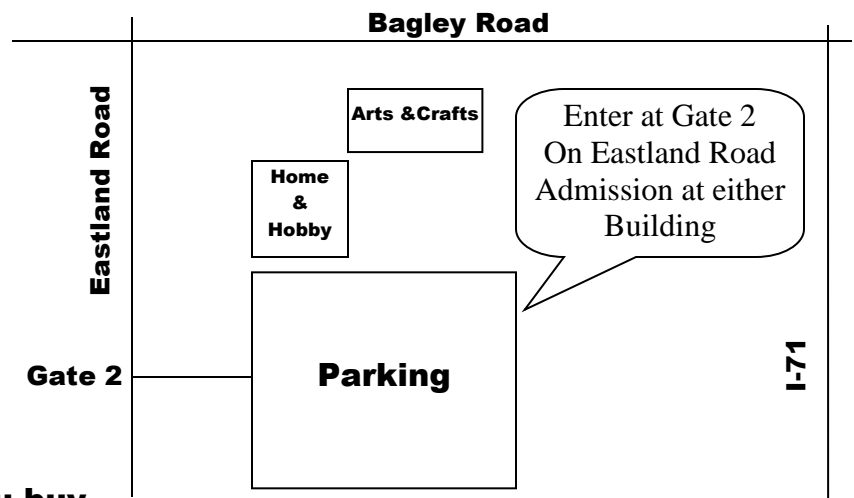 Bagley Road
Eastland Road
Arts &Crafts
Home
&
Hobby
Enter at Gate 2
On Eastland Road
Admission at either
Building
Gate 2
Parking
I-71
buy